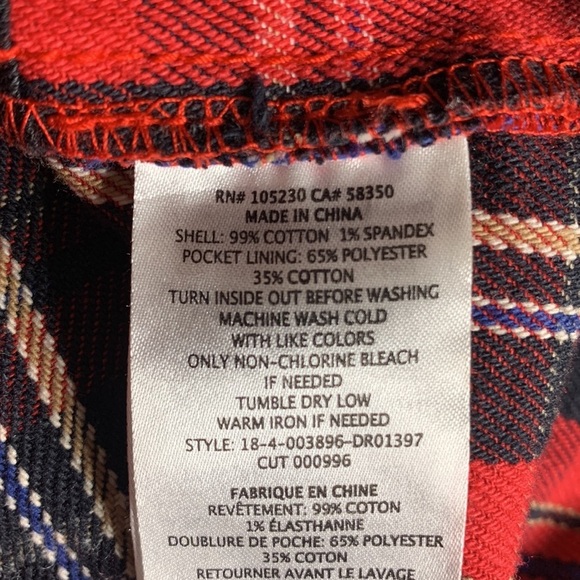 RN# 105230 CA# 58350
MADE IN CHINA
SHELL: 99% COTTON 1% SPANDEX
POCKET LINING: 65% POLYESTER
35% COTTON
TURN INSIDE OUT BEFORE WASHING
MACHINE WASH COLD
WITH LIKE COLORS
ONLY NON-CHLORINE BLEACH
IF NEEDED
TUMBLE DRY LOW
WARM IRON IF NEEDED
STYLE: 18-4-003896-DR01397
CUT 000996
FABRIQUE EN CHINE
REVÊTEMENT: 99% COTON
1% ÉLASTHANNE
DOUBLURE DE POCHE: 65% POLYESTER
35% COTON
RETOURNER AVANT LE LAVAGE